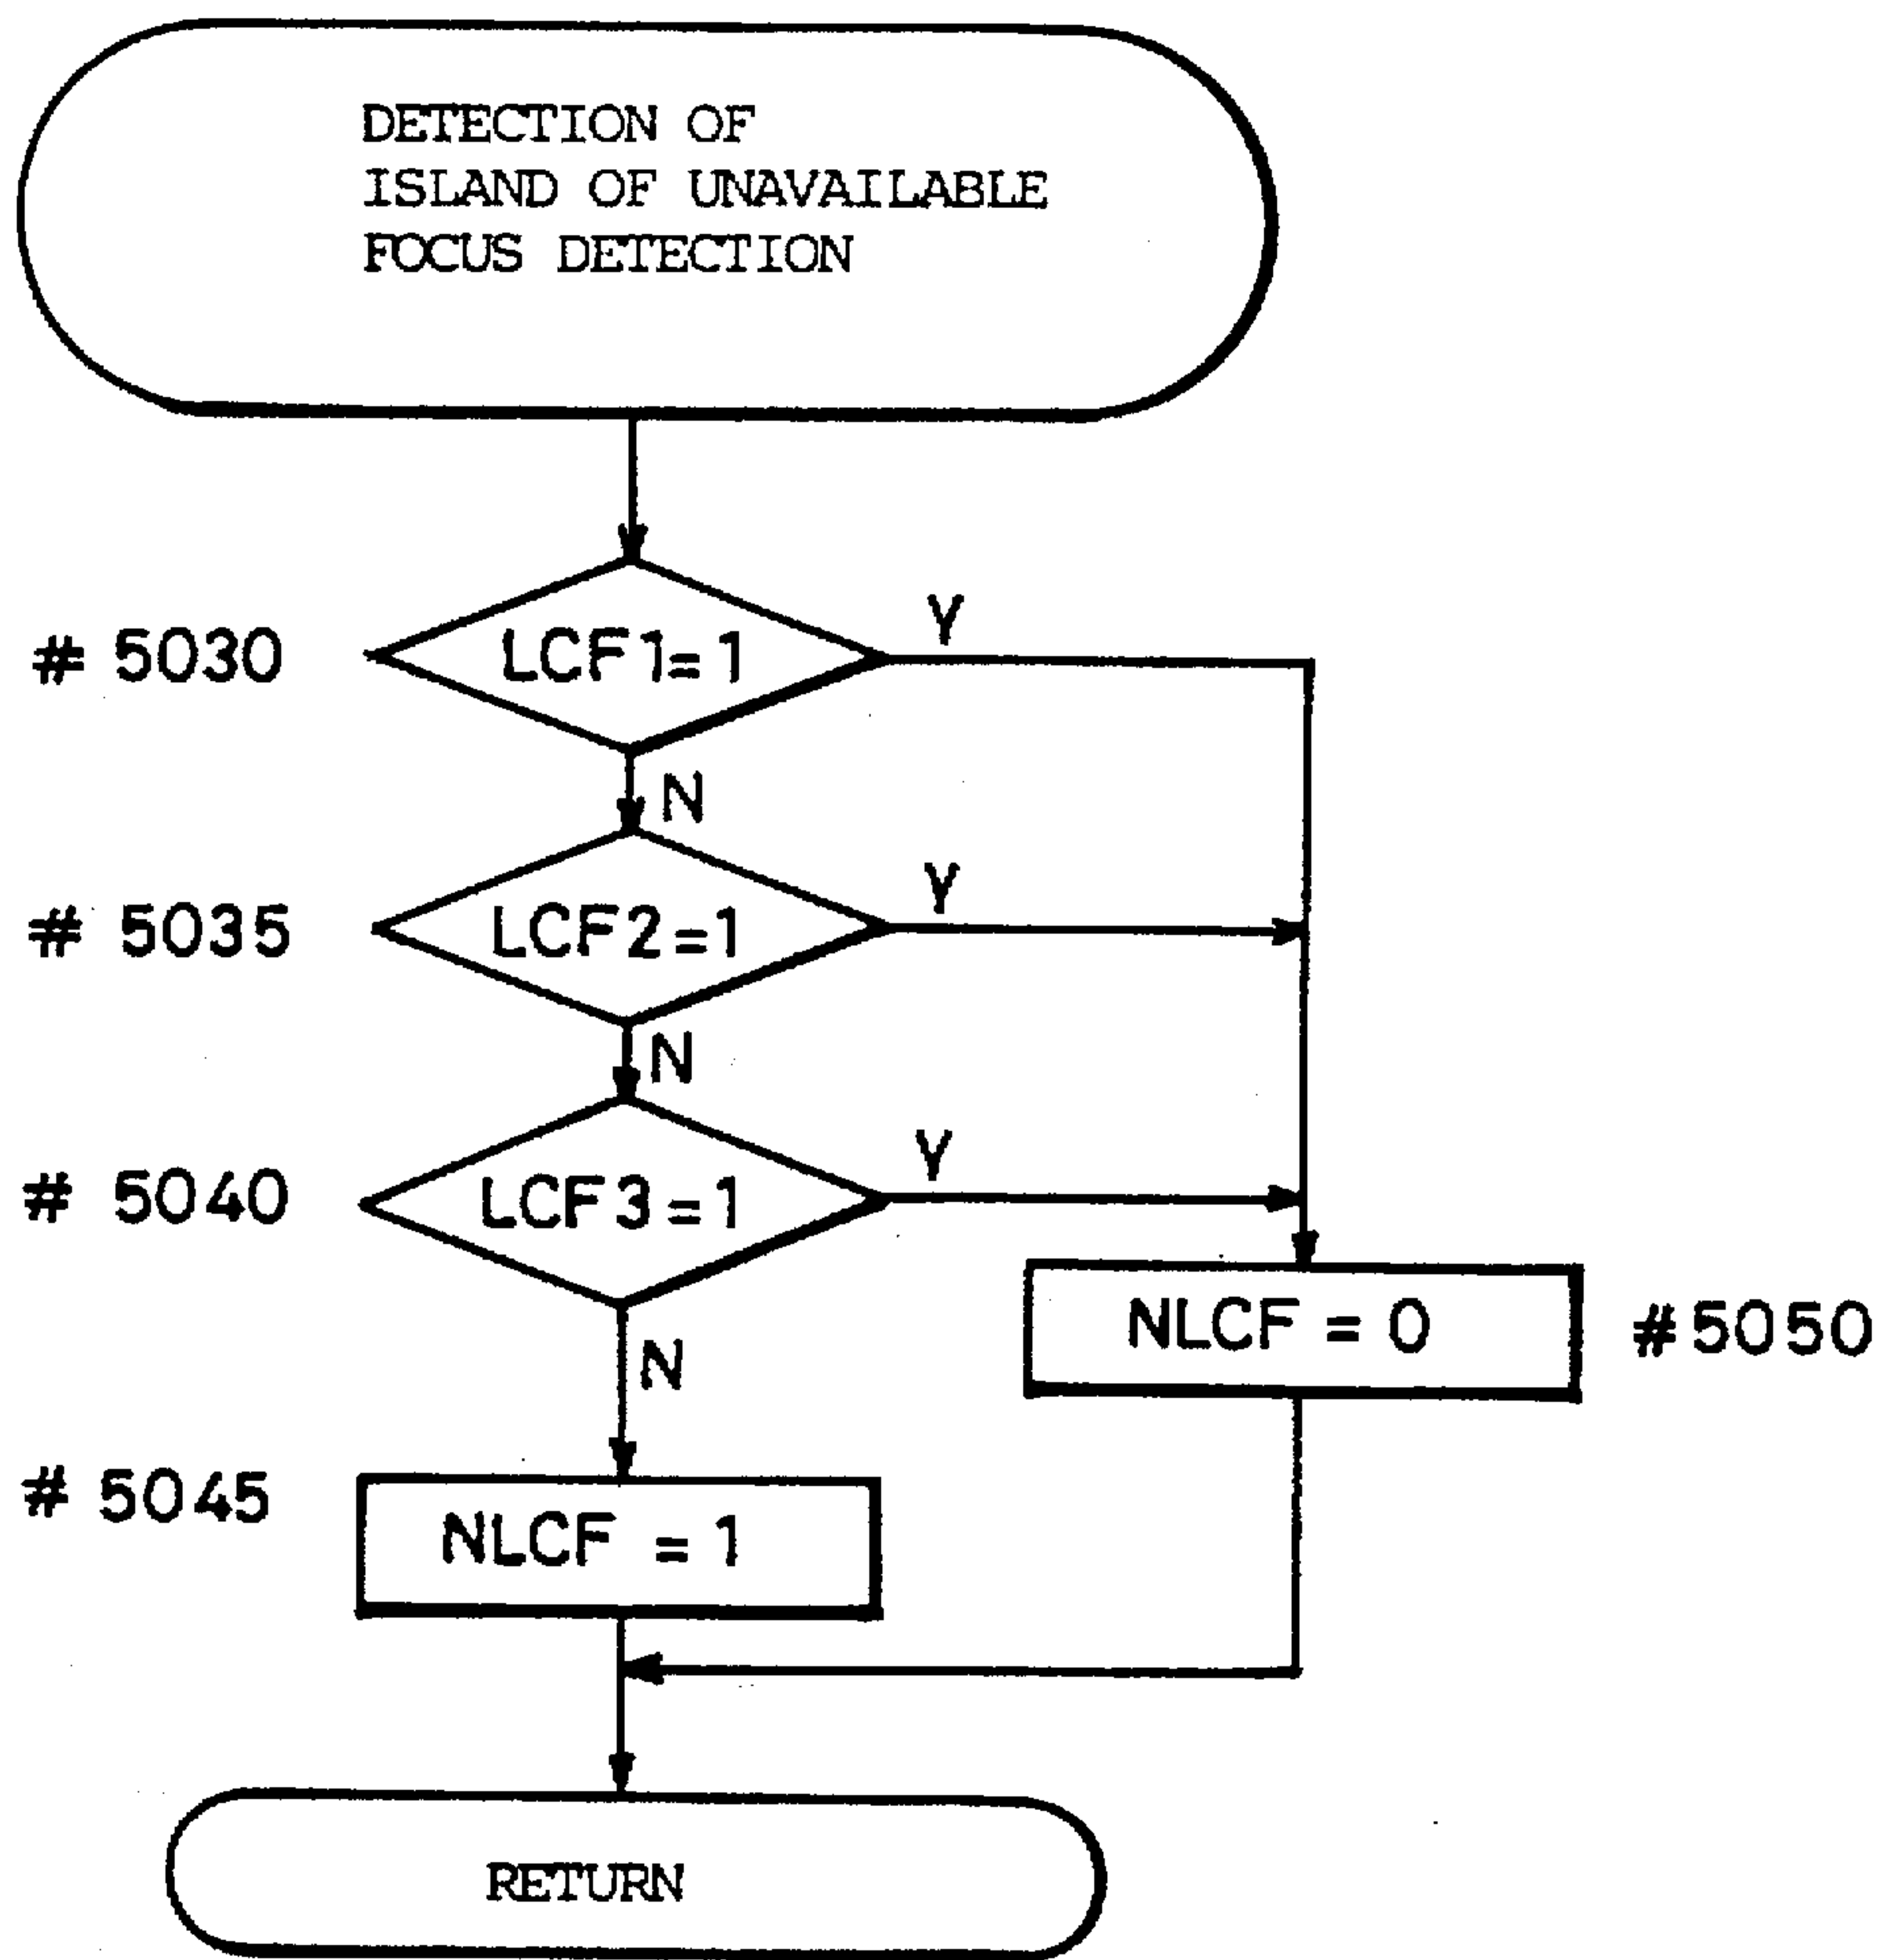 DETECTION OF
ISLAND OF UNAVAILABLE
FOCUS DETECTION
# 5030
LCF1=1
Y
N
# 5035
LCF2=1
Y
N
# 5040
LCF3=1
Y
N
NLCF = 0
#5050
# 5045
NLCF = 1
RETURN